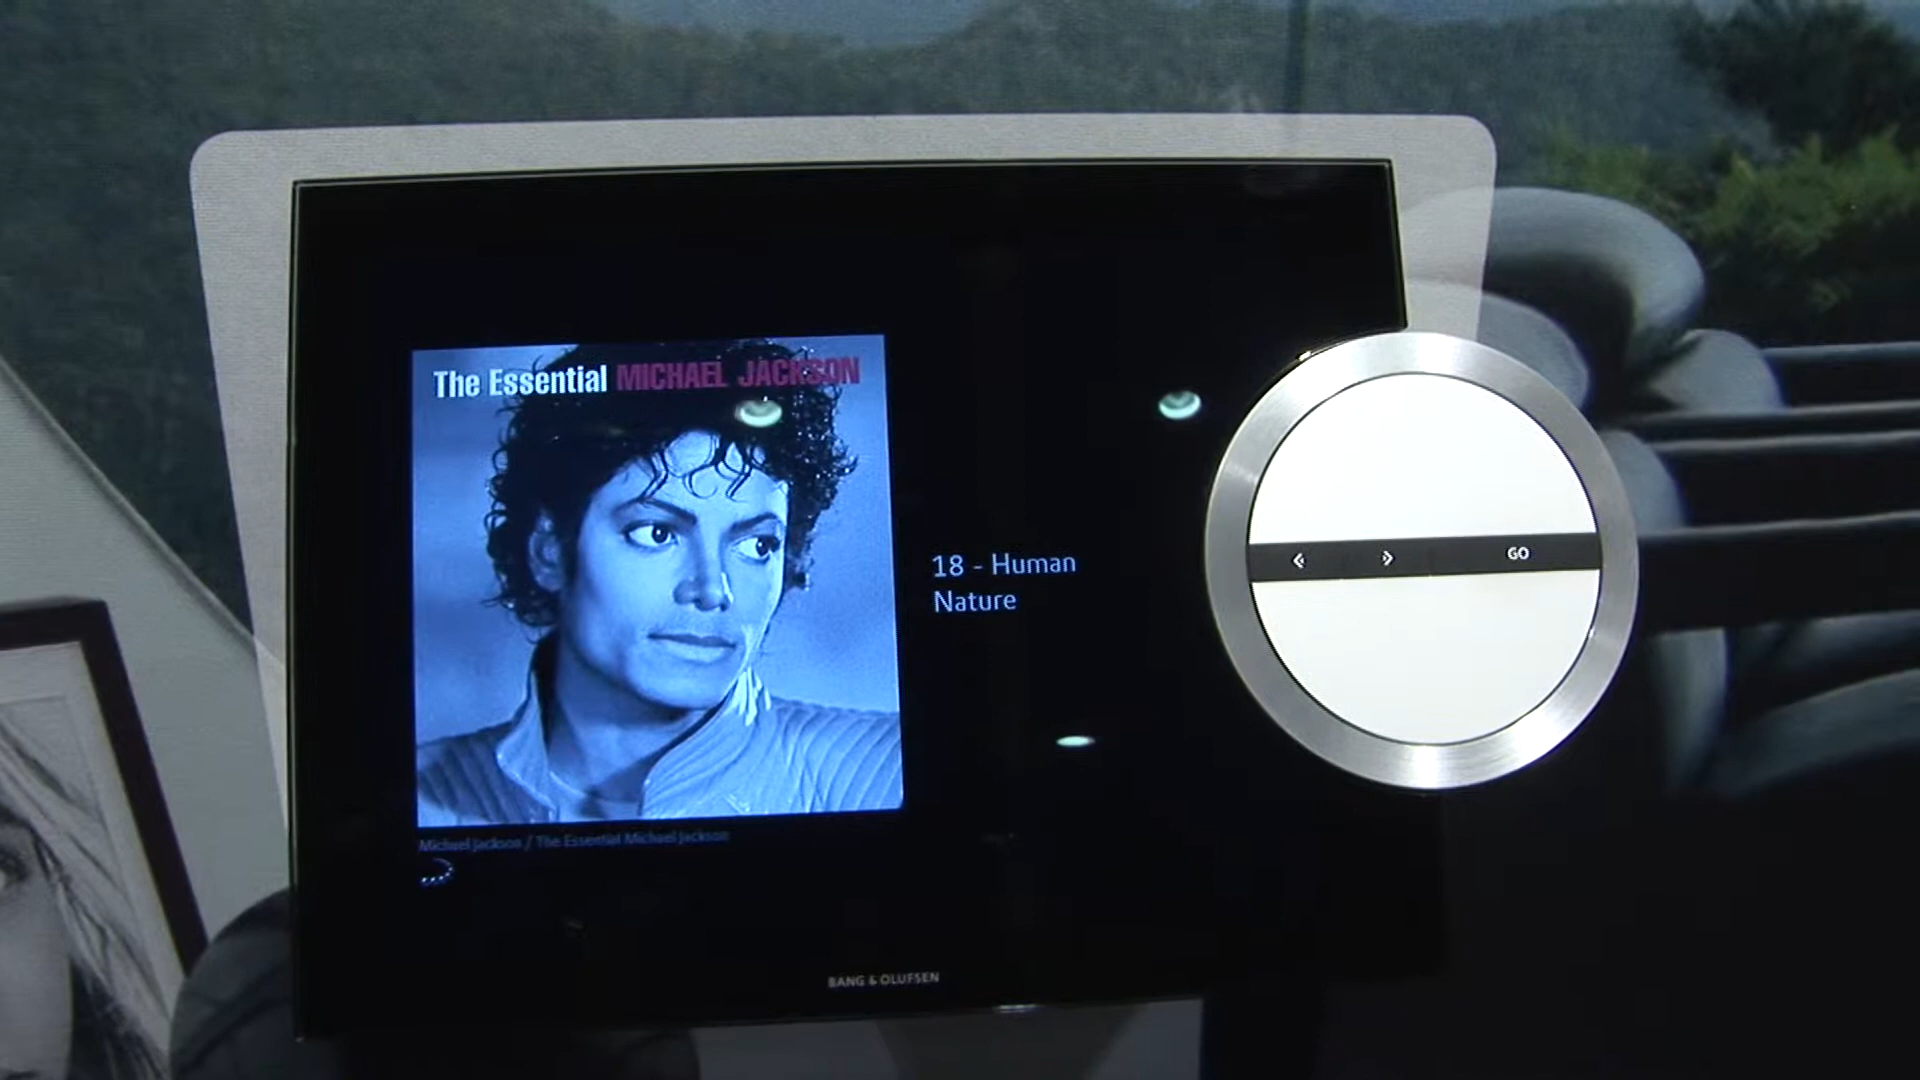 The Essential MICHAEL JACKSON
18 - Human
Nature
GO
Michael Jackson / The Essential Michael Jackson
BANG & OLUFSEN